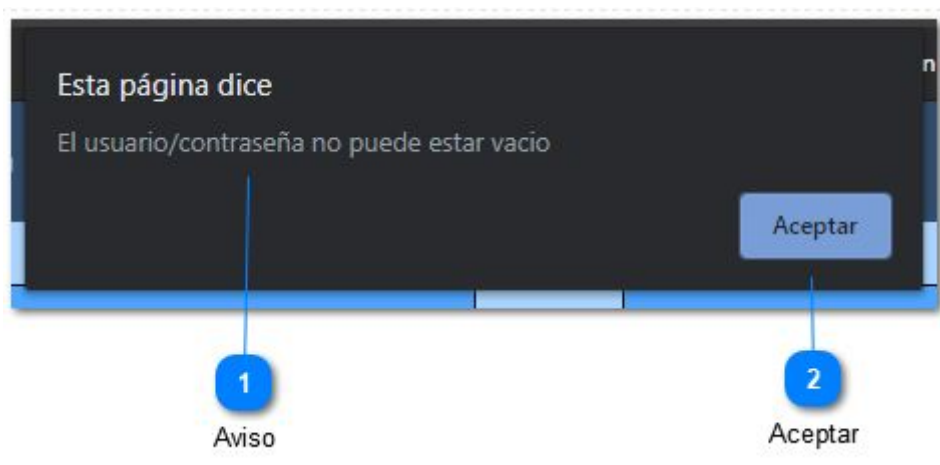 Esta página dice
El usuario/contraseña no puede estar vacio
Aceptar
1
2
Aviso
Aceptar